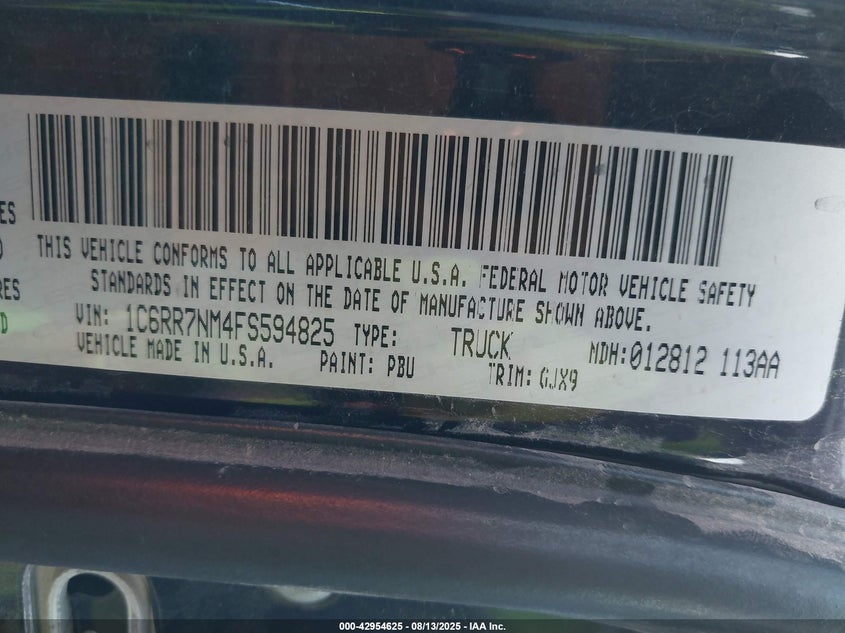 ES
THIS VEHICLE CONFORMS TO ALL APPLICABLE U.S.A. FEDERAL MOTOR VEHICLE SAFETY
RES
STANDARDS IN EFFECT ON THE DATE OF MANUFACTURE SHOWN ABOVE.
D
VIN: 1C6RR7NM4FS594825 TYPE: TRUCK MDH:012812 113AA
VEHICLE MADE IN U.S.A. PAINT: PBU TRIM: GJX9
000-42954625 - 08/13/2025 - IAA Inc.